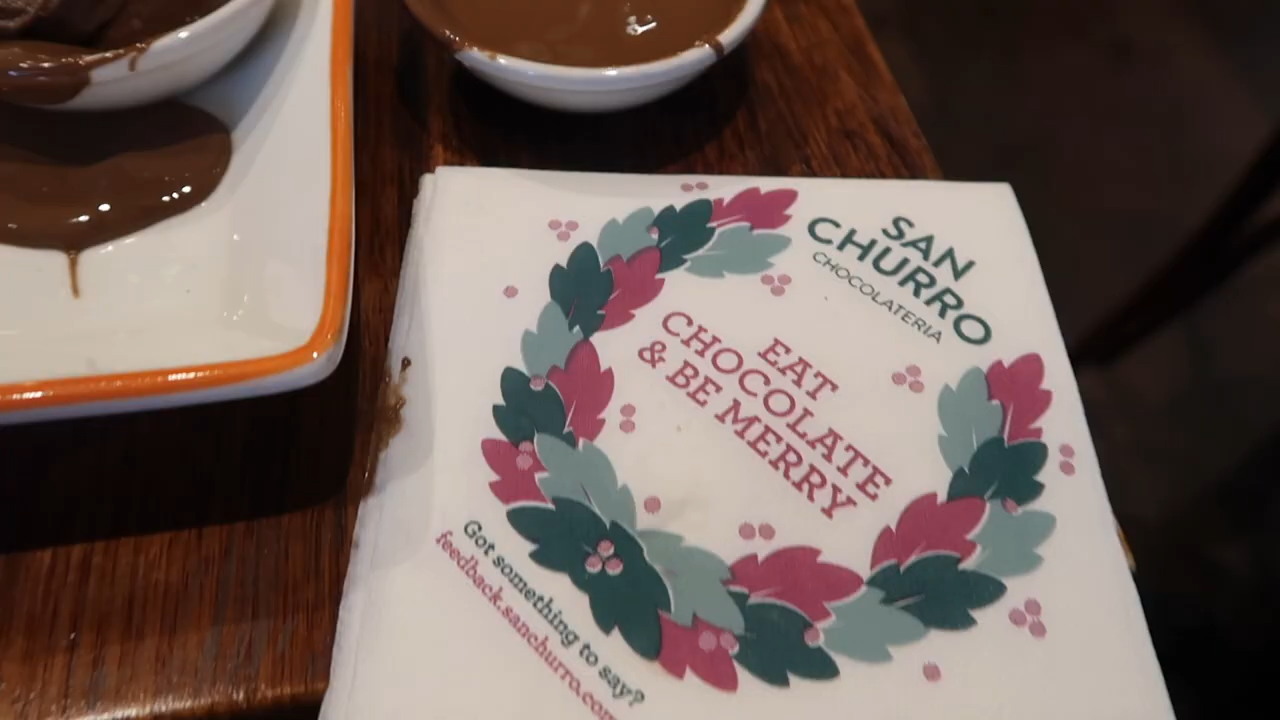 SAN
CHURRO
CHOCOLATERIA
EAT
CHOCOLATE
& BE MERRY
Got something to say?
feedback.sanchurro.com